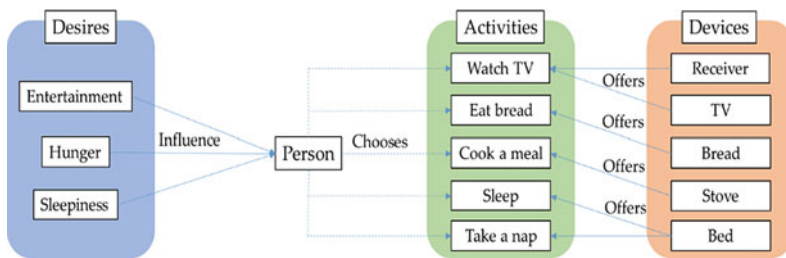 Desires
Entertainment
Hunger
Sleepiness
Influence
Person
Chooses
Activities
Watch TV
Eat bread
Cook a meal
Sleep
Take a nap
Offers
Offers
Offers
Offers
Devices
Receiver
TV
Bread
Stove
Bed